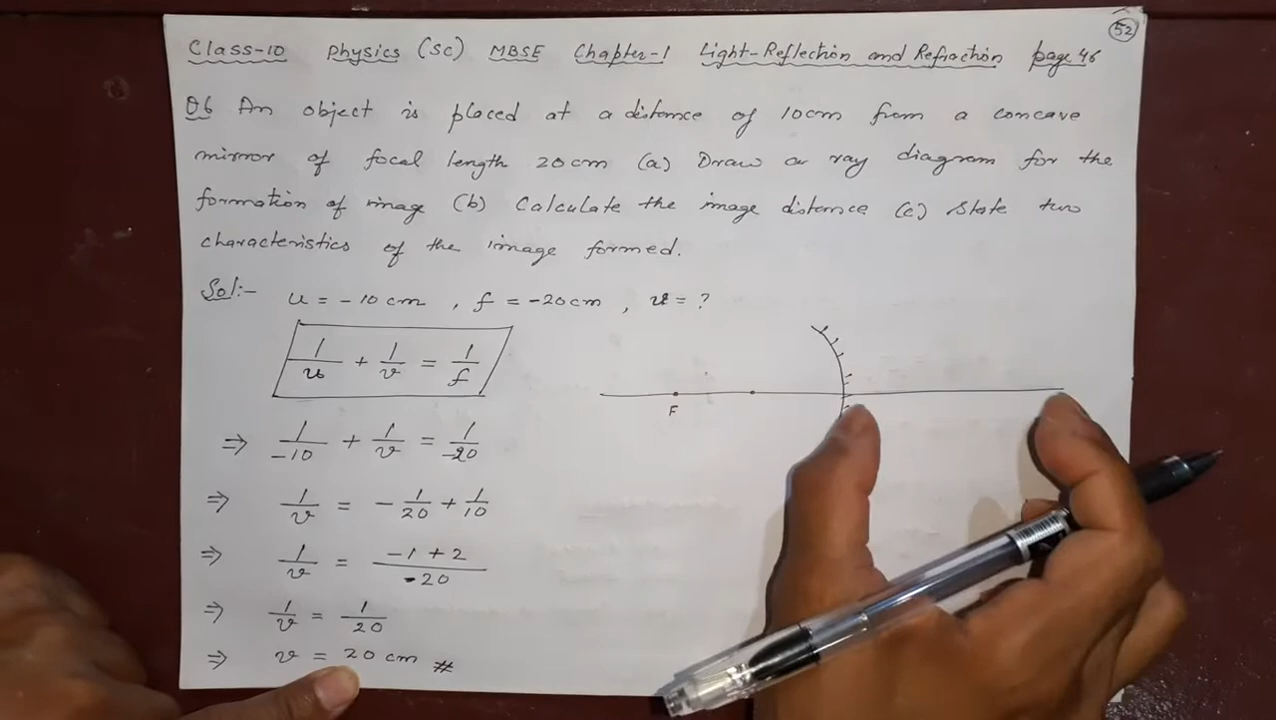 52
Class-10 Physics (SC) MBSE Chapter-1 Light-Reflection and Refraction page 46
Q6 An object is placed at a distance of 10cm from a concave
mirror of focal length 20cm (a) Draw a ray diagram for the
formation of image (b) Calculate the image distance (c) State two
characteristics of the image formed.
Sol:- u = -10 cm , f = -20cm , v = ?
1/u + 1/v = 1/f
⇒ 1/-10 + 1/v = 1/-20
⇒ 1/v = -1/20 + 1/10
⇒ 1/v = -1+2/20
⇒ 1/v = 1/20
⇒ v = 20 cm #
F